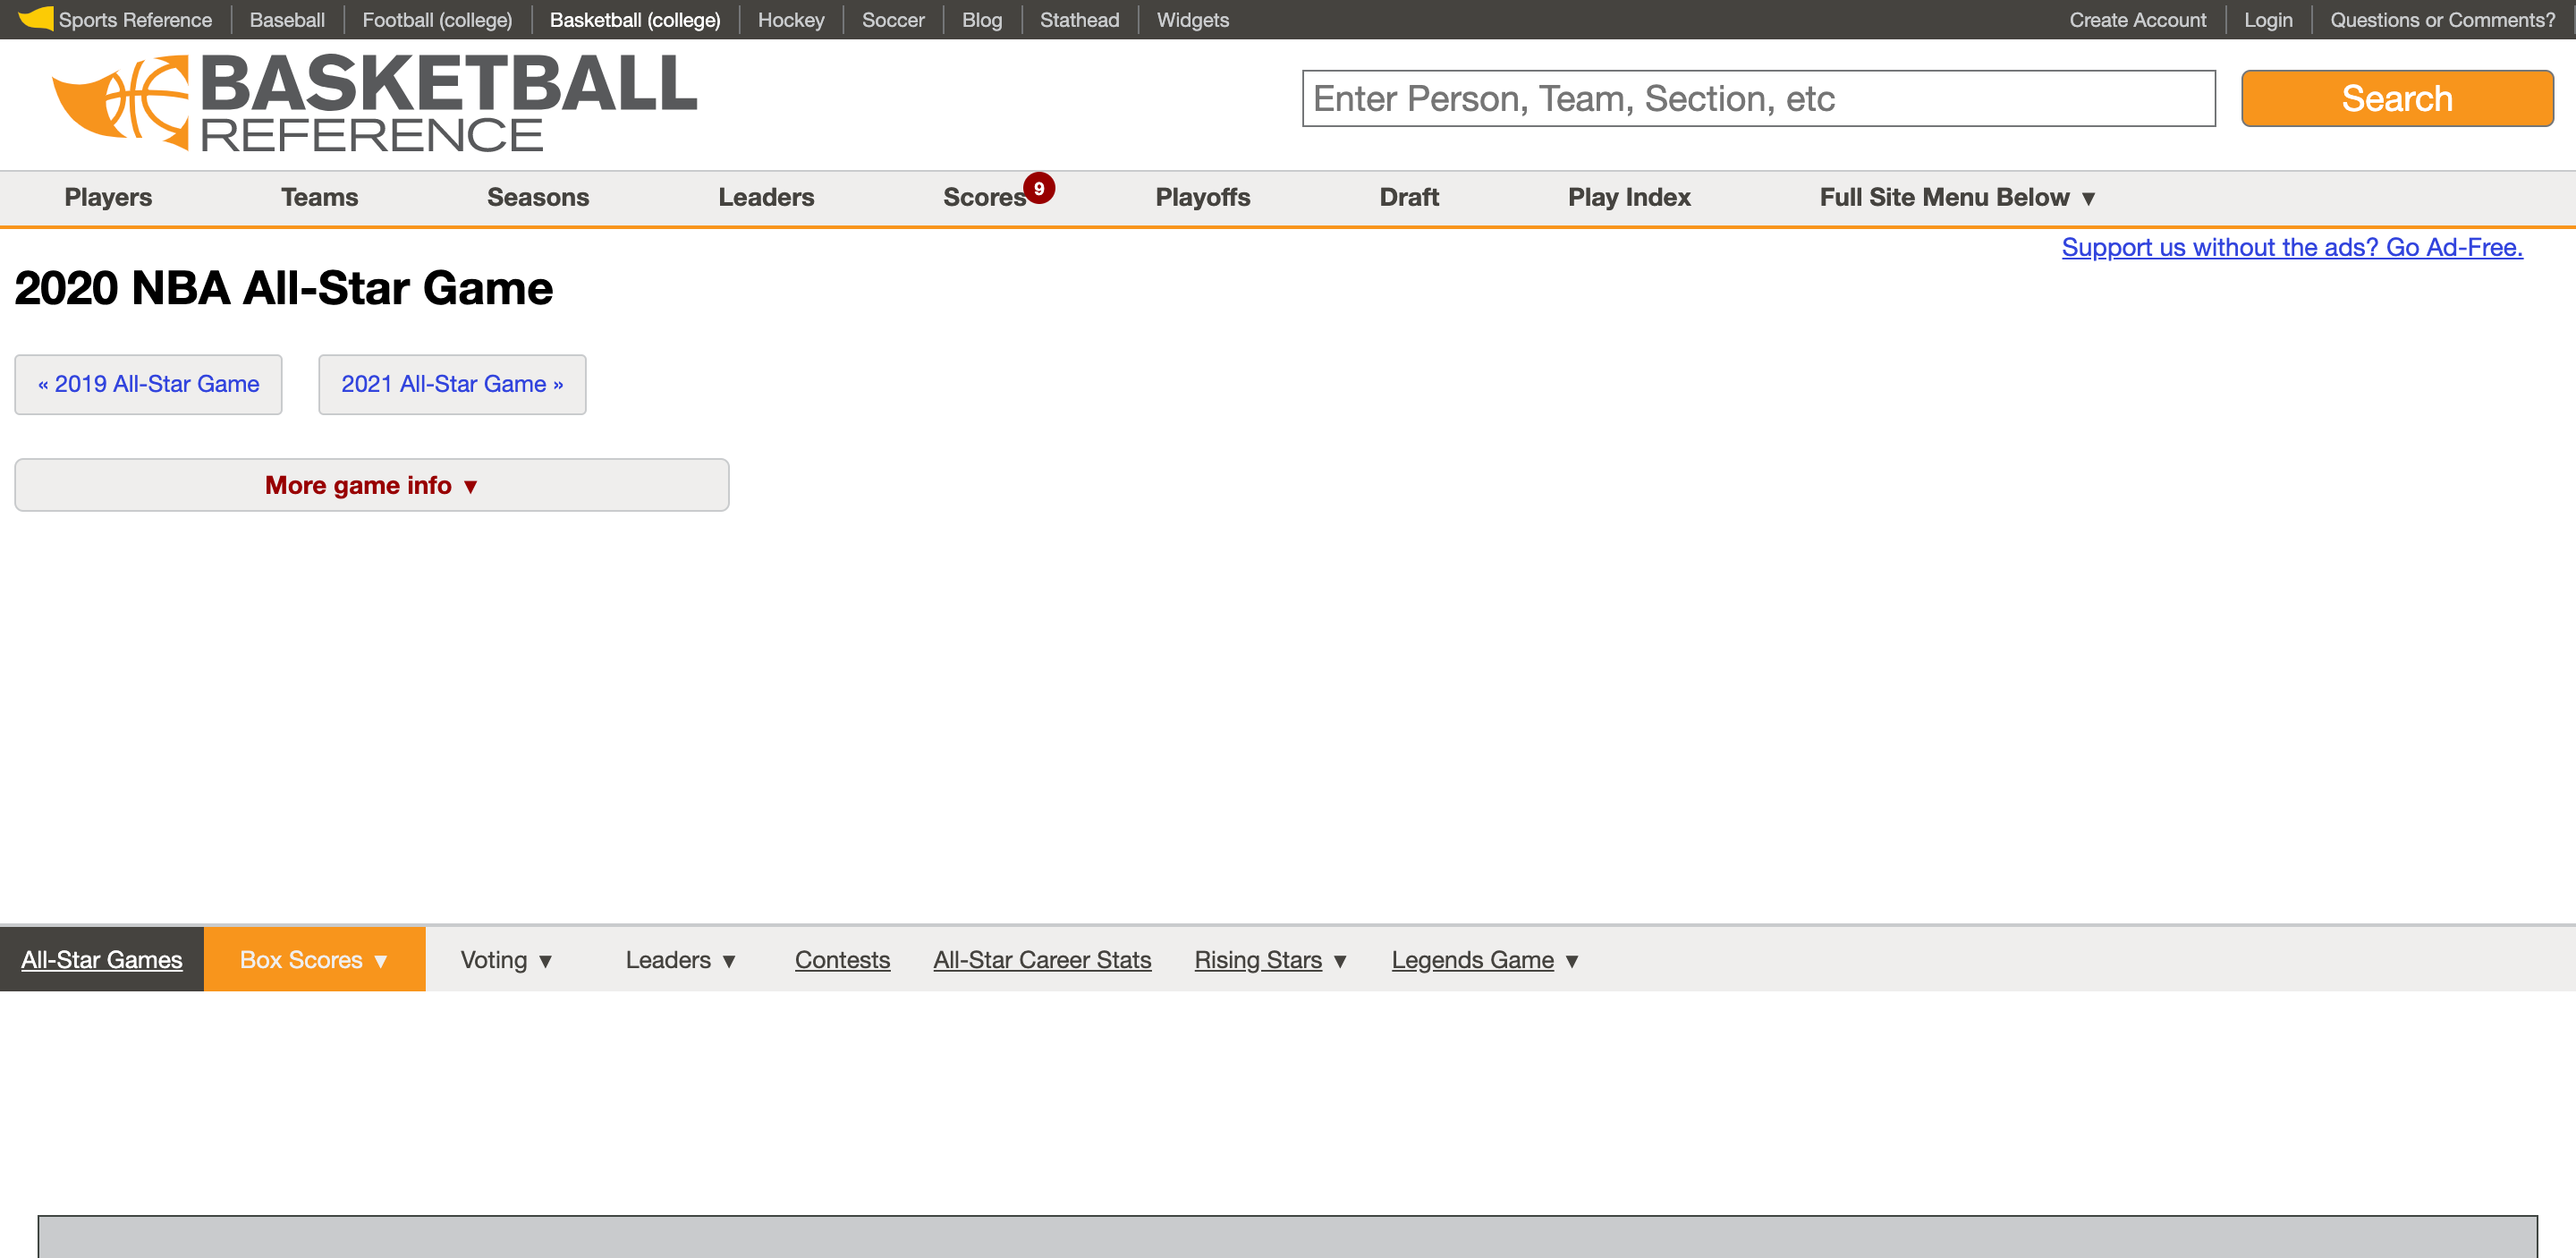 Sports Reference Baseball Football (college) Basketball (college) Hockey Soccer Blog Stathead Widgets Create Account Login Questions or Comments?
BASKETBALL
REFERENCE
Enter Person, Team, Section, etc Search
Players Teams Seasons Leaders Scores 9 Playoffs Draft Play Index Full Site Menu Below ▼
Support us without the ads? Go Ad-Free.
2020 NBA All-Star Game
« 2019 All-Star Game 2021 All-Star Game »
More game info ▼
All-Star Games Box Scores ▼ Voting ▼ Leaders ▼ Contests All-Star Career Stats Rising Stars ▼ Legends Game ▼